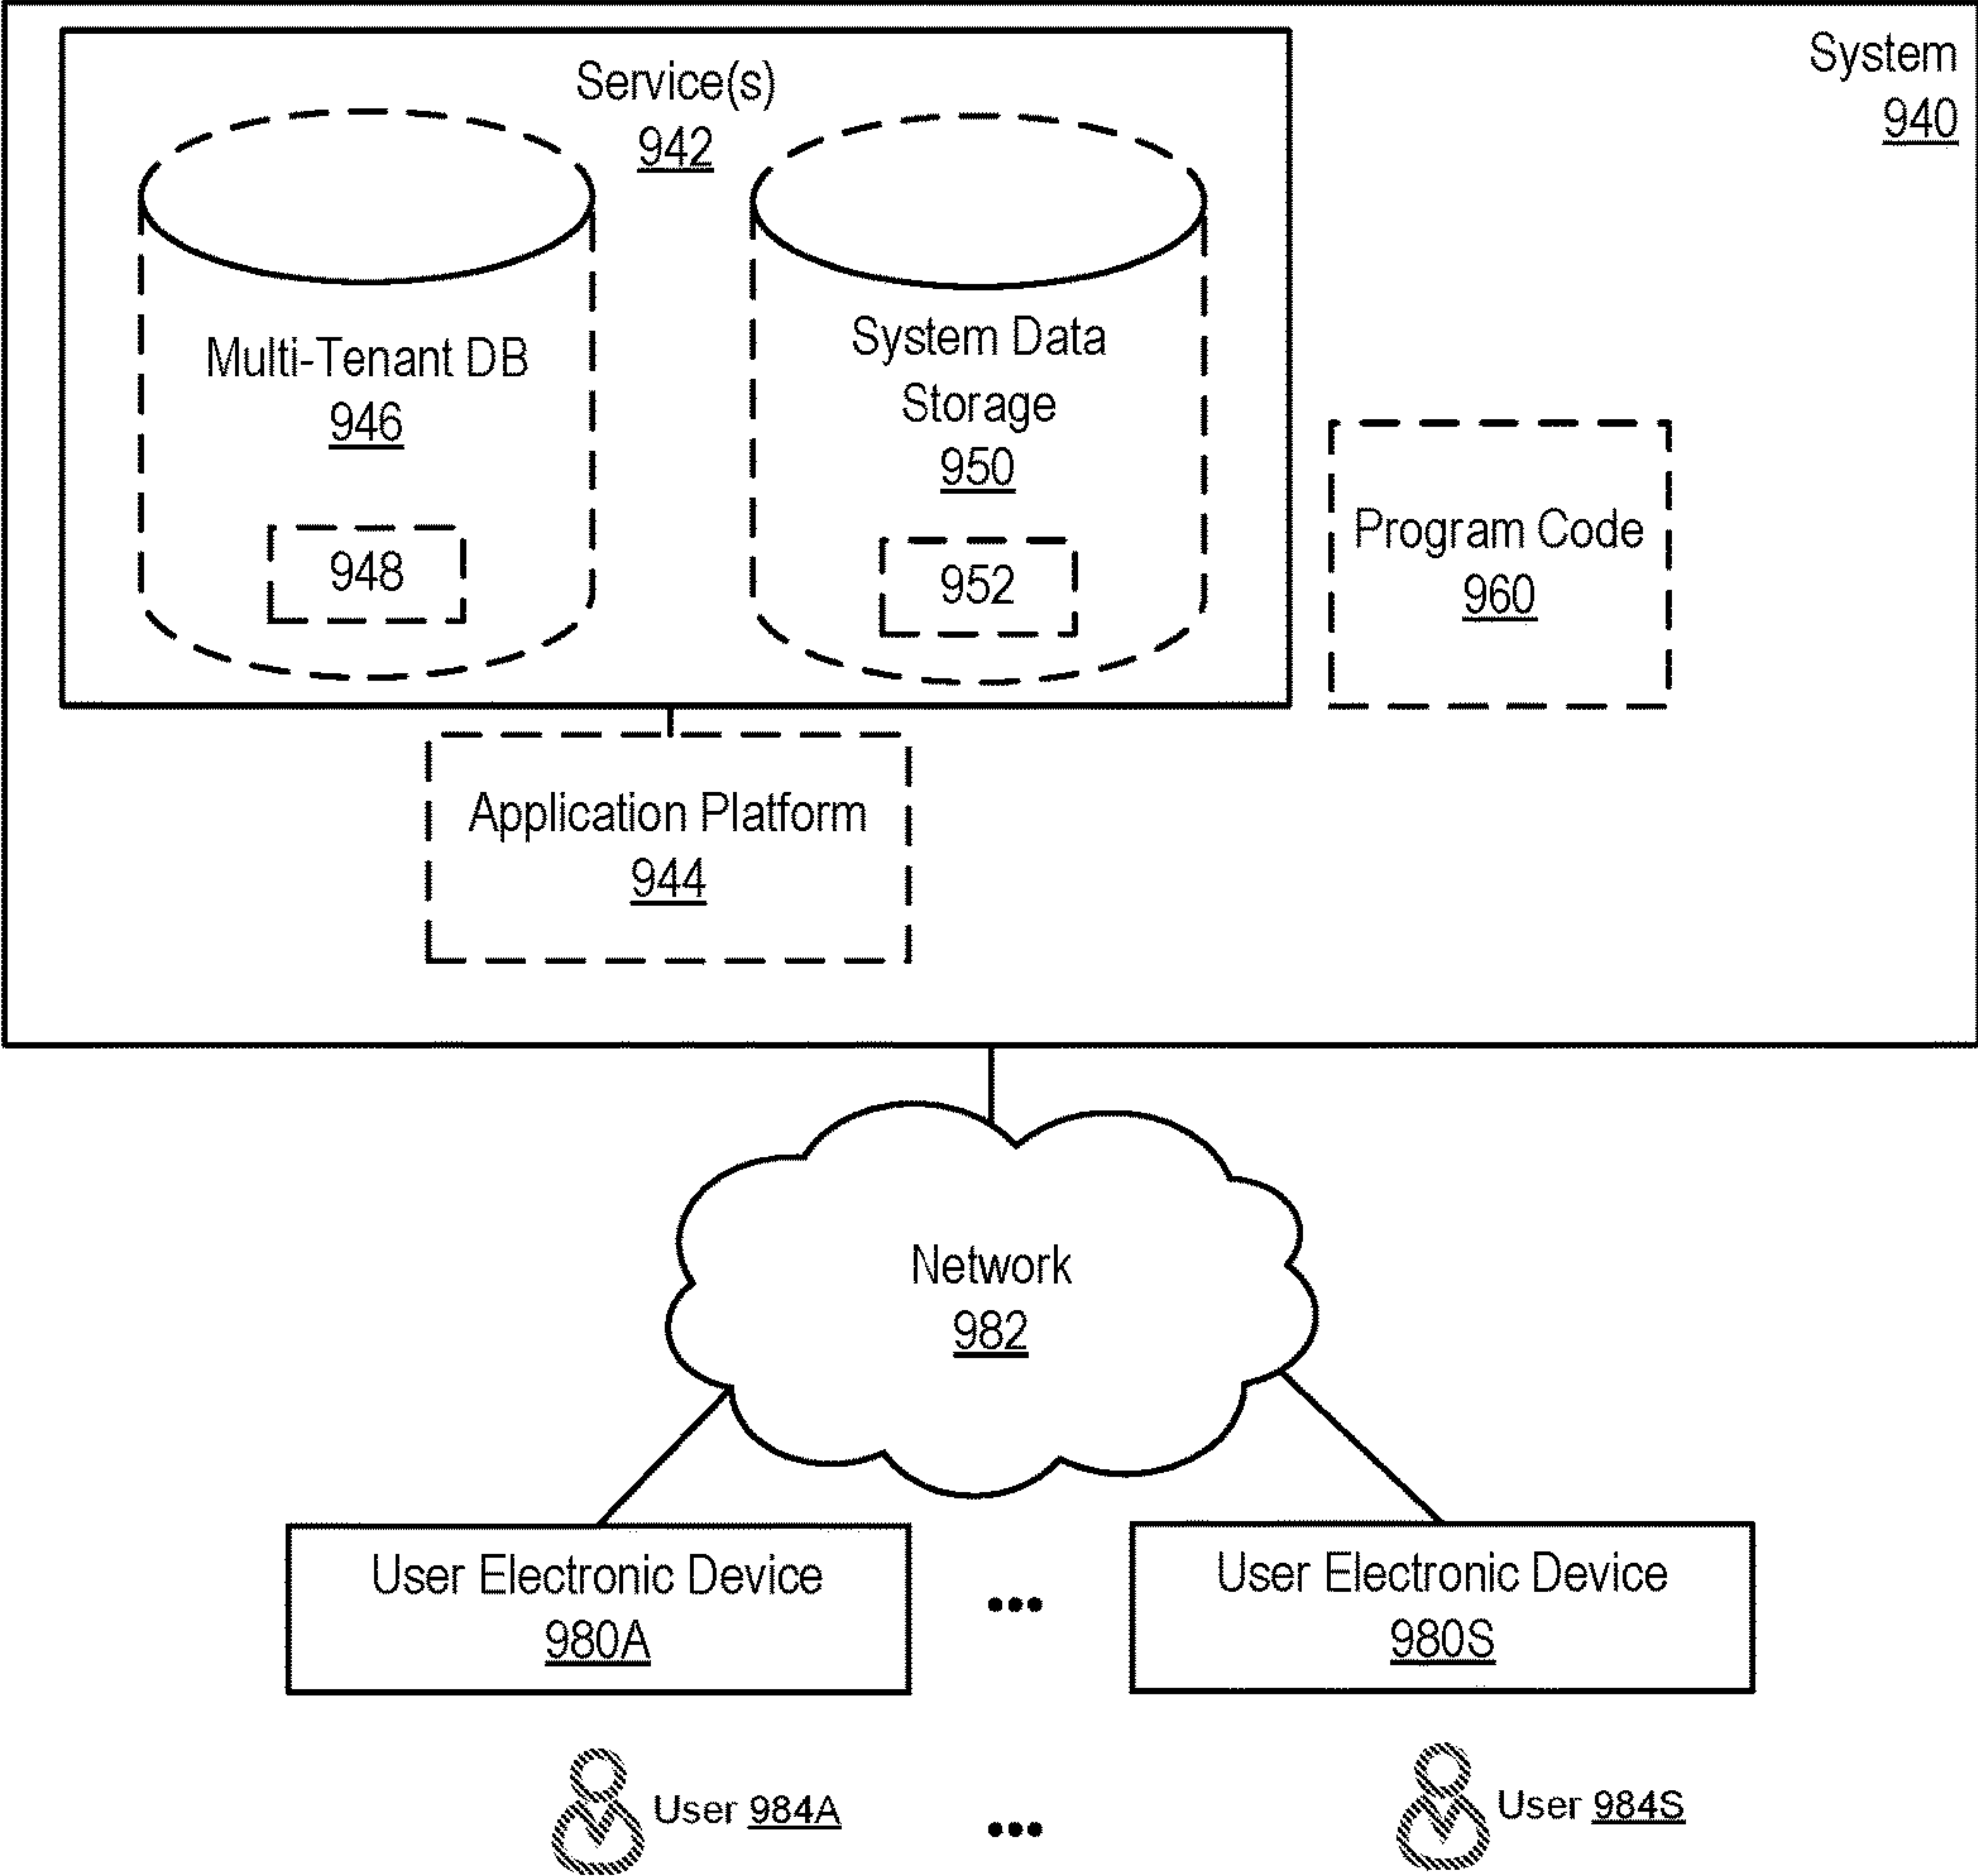 System
940
Service(s)
942
Multi-Tenant DB
946
948
System Data
Storage
950
952
Program Code
960
Application Platform
944
Network
982
User Electronic Device
980A
User Electronic Device
980S
User 984A
User 984S